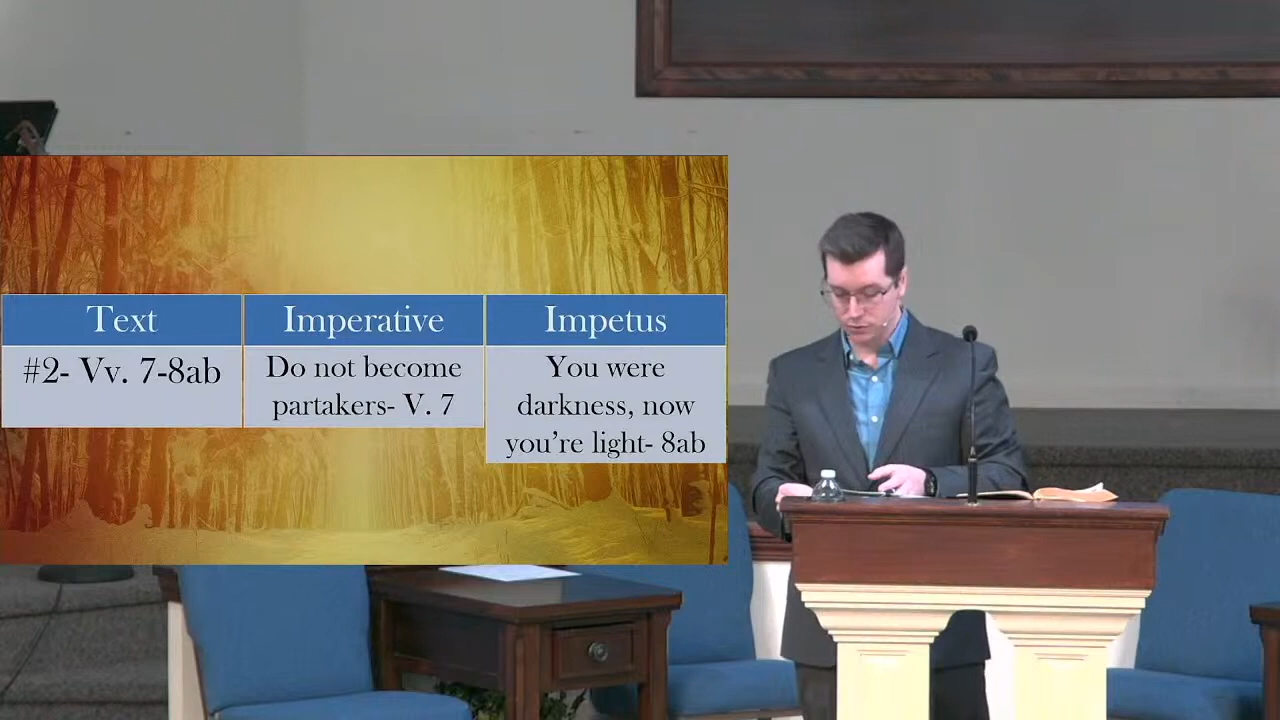 Text Imperative Impetus
#2- Vv. 7-8ab
Do not become
partakers- V. 7
You were
darkness, now
you're light- 8ab